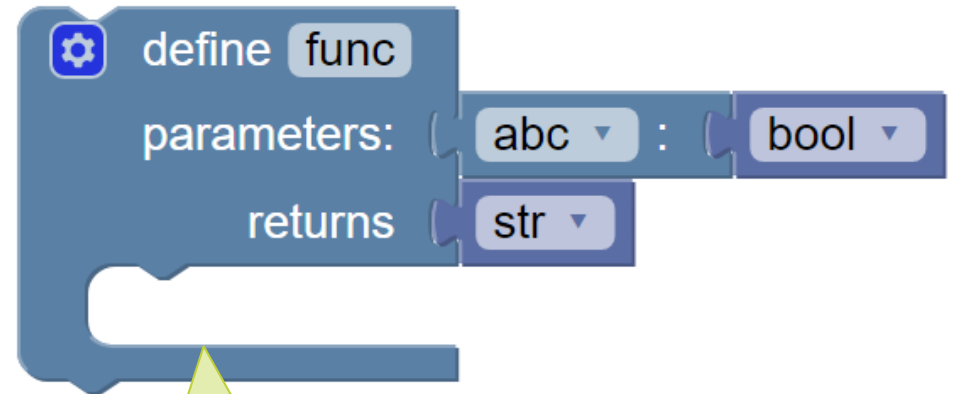 define func
parameters: abc : bool
returns str